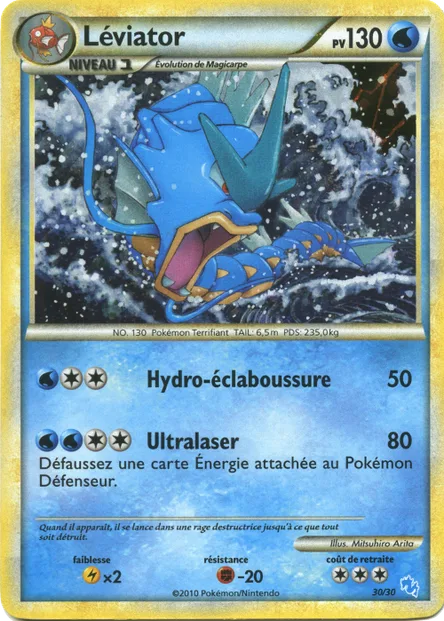 Léviator
PV 130
NIVEAU 1
Évolution de Magicarpe
NO. 130 Pokémon Terrifiant TAIL: 6,5 m PDS: 235,0kg
Hydro-éclaboussure 50
Ultralaser 80
Défaussez une carte Énergie attachée au Pokémon
Défenseur.
Quand il apparaît, il se lance dans une rage destructrice jusqu'à ce que tout
soit détruit.
Illus. Mitsuhiro Arita
faiblesse résistance coût de retraite
×2 -20
©2010 Pokémon/Nintendo 30/30